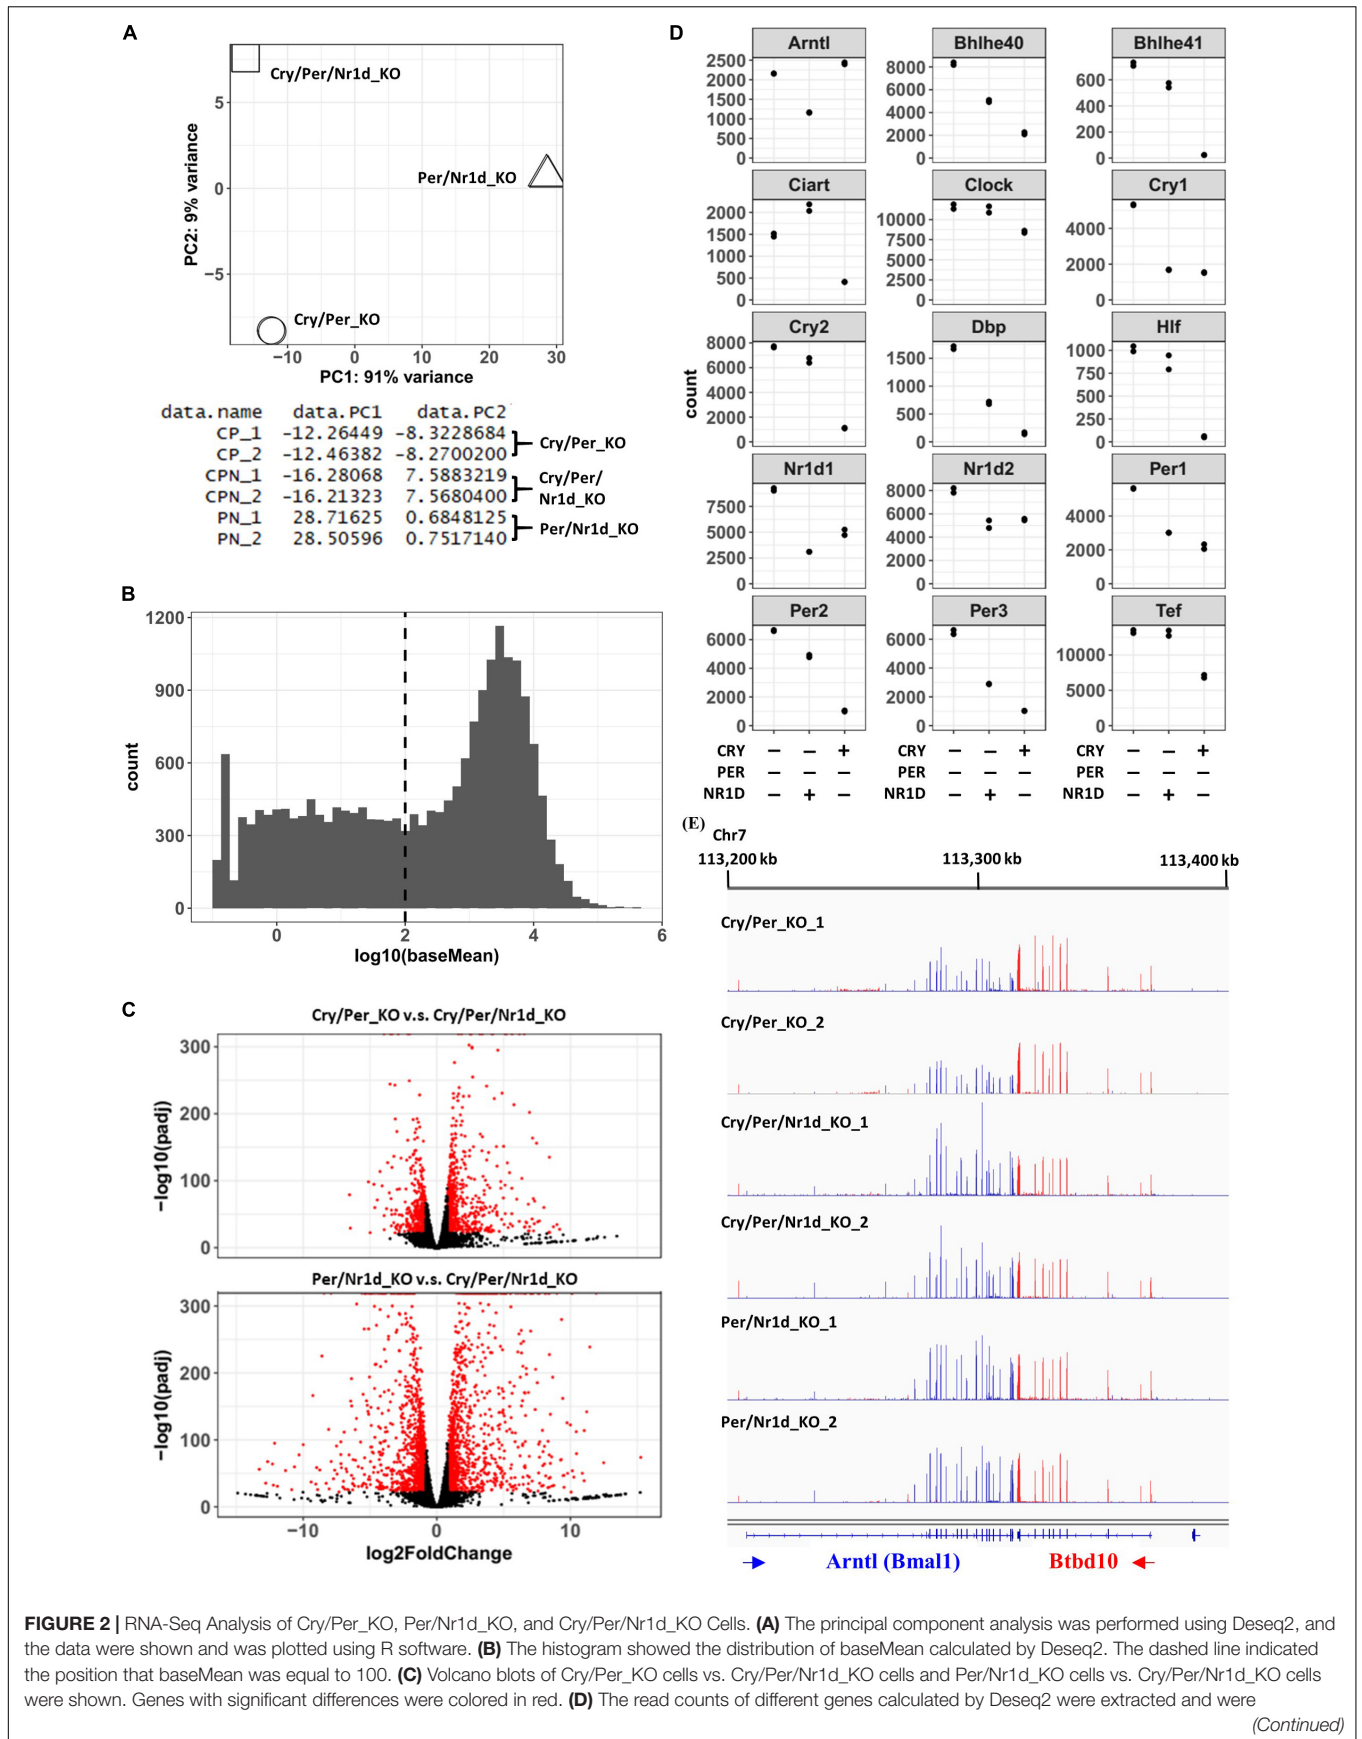 A
Cry/Per/Nr1d_KO
Per/Nr1d_KO
Cry/Per_KO
PC2: 9% variance
5
0
−5
−10 0 10 20 30
PC1: 91% variance
data.name data.PC1 data.PC2
CP_1 -12.26449 -8.3228684
CP_2 -12.46382 -8.2700200
Cry/Per_KO
CPN_1 -16.28068 7.5883219
CPN_2 -16.21323 7.5680400
Cry/Per/
Nr1d_KO
PN_1 28.71625 0.6848125
PN_2 28.50596 0.7517140
Per/Nr1d_KO
B
count
1200
900
600
300
0
0 2 4 6
log10(baseMean)
C
Cry/Per_KO v.s. Cry/Per/Nr1d_KO
−log10(padj)
300
200
100
0
Per/Nr1d_KO v.s. Cry/Per/Nr1d_KO
−log10(padj)
300
200
100
0
−10 0 10
log2FoldChange
D
count
Arntl
2500
2000
1500
1000
500
0
Bhlhe40
8000
6000
4000
2000
0
Bhlhe41
600
400
200
0
Ciart
2000
1500
1000
500
0
Clock
10000
7500
5000
2500
0
Cry1
4000
2000
0
Cry2
8000
6000
4000
2000
0
Dbp
1500
1000
500
0
Hlf
1000
750
500
250
0
Nr1d1
7500
5000
2500
0
Nr1d2
8000
6000
4000
2000
0
Per1
4000
2000
0
Per2
6000
4000
2000
0
Per3
6000
4000
2000
0
Tef
10000
5000
0
CRY − − + CRY − − + CRY − − +
PER − − − PER − − − PER − − −
NR1D − + − NR1D − + − NR1D − + −
(E)
Chr7
113,200 kb 113,300 kb 113,400 kb
Cry/Per_KO_1
Cry/Per_KO_2
Cry/Per/Nr1d_KO_1
Cry/Per/Nr1d_KO_2
Per/Nr1d_KO_1
Per/Nr1d_KO_2
Arntl (Bmal1) Btbd10
FIGURE 2 | RNA-Seq Analysis of Cry/Per_KO, Per/Nr1d_KO, and Cry/Per/Nr1d_KO Cells. (A) The principal component analysis was performed using Deseq2, and
the data were shown and was plotted using R software. (B) The histogram showed the distribution of baseMean calculated by Deseq2. The dashed line indicated
the position that baseMean was equal to 100. (C) Volcano blots of Cry/Per_KO cells vs. Cry/Per/Nr1d_KO cells and Per/Nr1d_KO cells vs. Cry/Per/Nr1d_KO cells
were shown. Genes with significant differences were colored in red. (D) The read counts of different genes calculated by Deseq2 were extracted and were
(Continued)